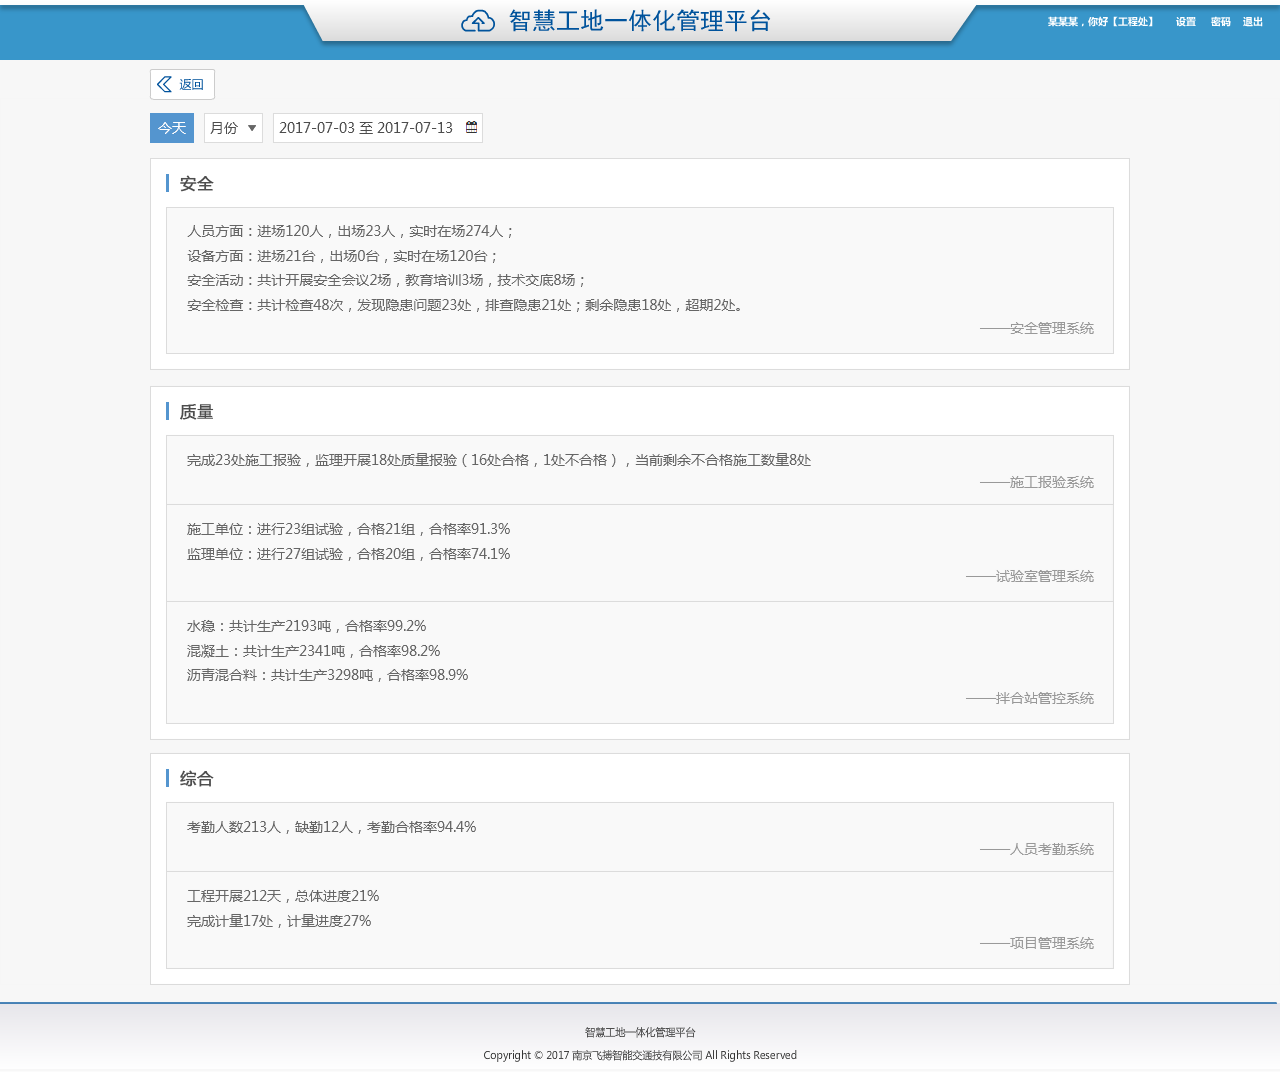 智慧工地一体化管理平台
某某某，你好【工程处】 设置 密码 退出
返回
今天 月份 2017-07-03 至 2017-07-13
安全
人员方面：进场120人，出场23人，实时在场274人；
设备方面：进场21台，出场0台，实时在场120台；
安全活动：共计开展安全会议2场，教育培训3场，技术交底8场；
安全检查：共计检查48次，发现隐患问题23处，排查隐患21处；剩余隐患18处，超期2处。
——安全管理系统
质量
完成23处施工报验，监理开展18处质量报验（16处合格，1处不合格），当前剩余不合格施工数量8处
——施工报验系统
施工单位：进行23组试验，合格21组，合格率91.3%
监理单位：进行27组试验，合格20组，合格率74.1%
——试验室管理系统
水稳：共计生产2193吨，合格率99.2%
混凝土：共计生产2341吨，合格率98.2%
沥青混合料：共计生产3298吨，合格率98.9%
——拌合站管控系统
综合
考勤人数213人，缺勤12人，考勤合格率94.4%
——人员考勤系统
工程开展212天，总体进度21%
完成计量17处，计量进度27%
——项目管理系统
智慧工地一体化管理平台
Copyright © 2017 南京飞搏智能交通技有限公司 All Rights Reserved